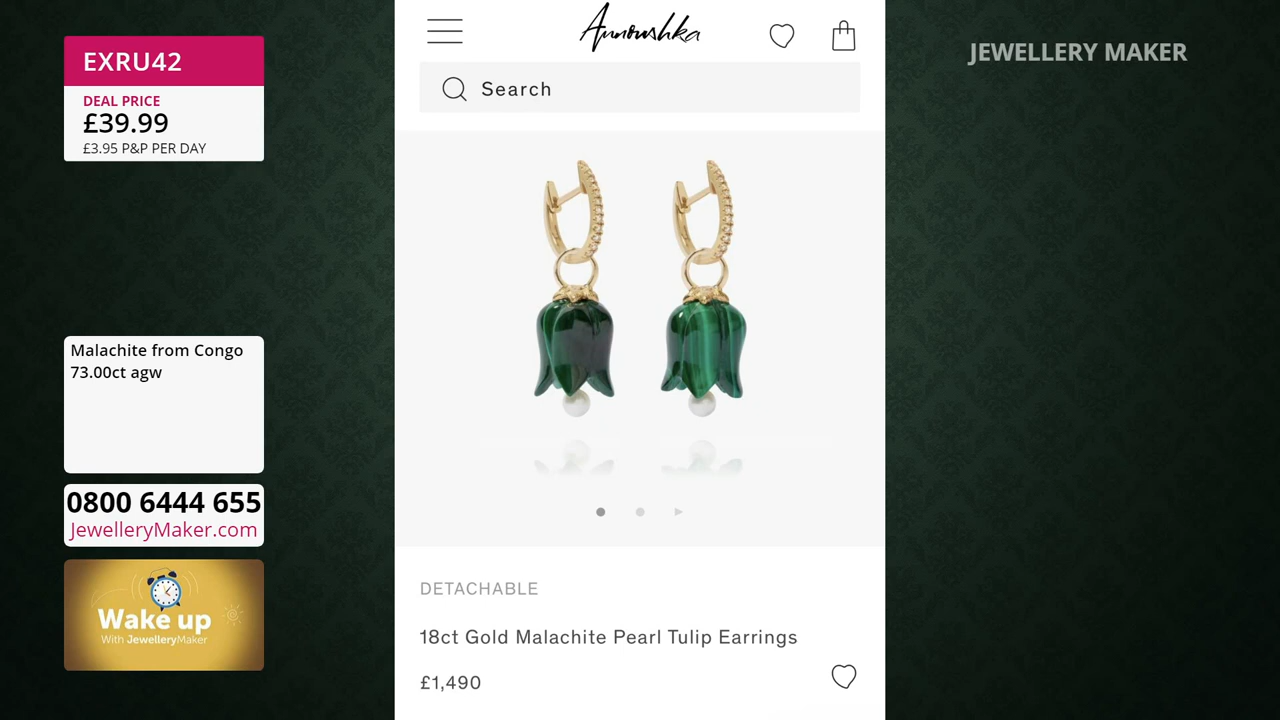 EXRU42
DEAL PRICE
£39.99
£3.95 P&P PER DAY
Malachite from Congo
73.00ct agw
0800 6444 655
JewelleryMaker.com
Wake up
With JewelleryMaker
Annoushka
Search
DETACHABLE
18ct Gold Malachite Pearl Tulip Earrings
£1,490
JEWELLERY MAKER